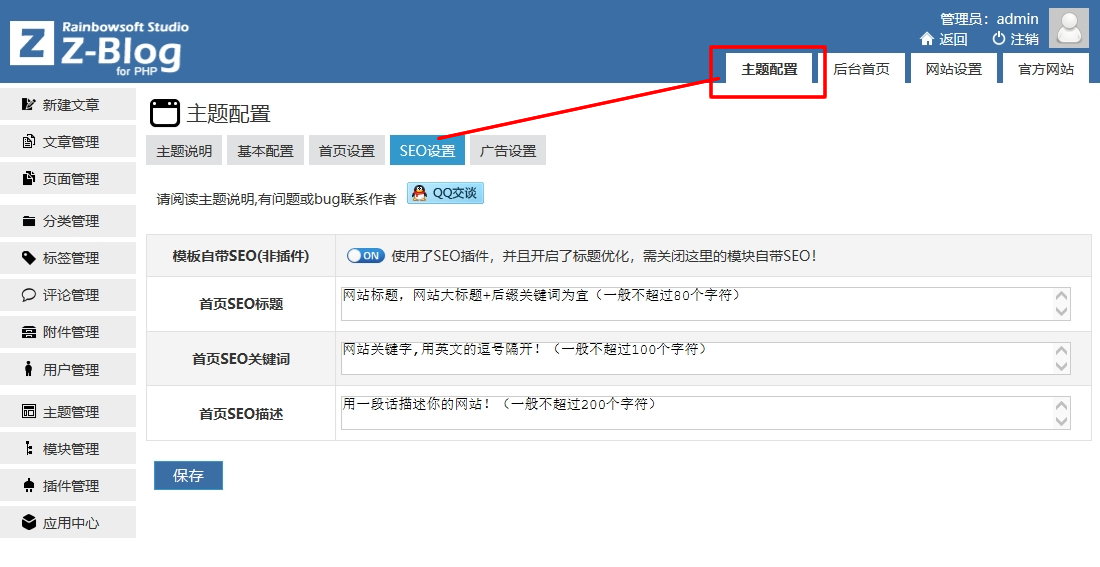 Rainbowsoft Studio
Z-Blog
for PHP
管理员：admin
返回 注销
主题配置 后台首页 网站设置 官方网站
新建文章
文章管理
页面管理
分类管理
标签管理
评论管理
附件管理
用户管理
主题管理
模块管理
插件管理
应用中心
主题配置
主题说明 基本配置 首页设置 SEO设置 广告设置
请阅读主题说明,有问题或bug联系作者 QQ交谈
模板自带SEO(非插件) ON 使用了SEO插件，并且开启了标题优化，需关闭这里的模块自带SEO！
首页SEO标题 网站标题，网站大标题+后缀关键词为宜（一般不超过80个字符）
首页SEO关键词 网站关键字,用英文的逗号隔开！（一般不超过100个字符）
首页SEO描述 用一段话描述你的网站！（一般不超过200个字符）
保存